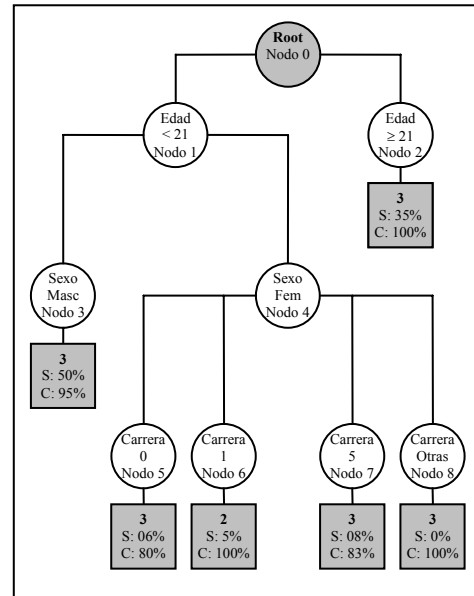 Root
Nodo 0
Edad
< 21
Nodo 1
Edad
≥ 21
Nodo 2
3
S: 35%
C: 100%
Sexo
Masc
Nodo 3
Sexo
Fem
Nodo 4
3
S: 50%
C: 95%
Carrera
0
Nodo 5
Carrera
1
Nodo 6
Carrera
5
Nodo 7
Carrera
Otras
Nodo 8
3
S: 06%
C: 80%
2
S: 5%
C: 100%
3
S: 08%
C: 83%
3
S: 0%
C: 100%